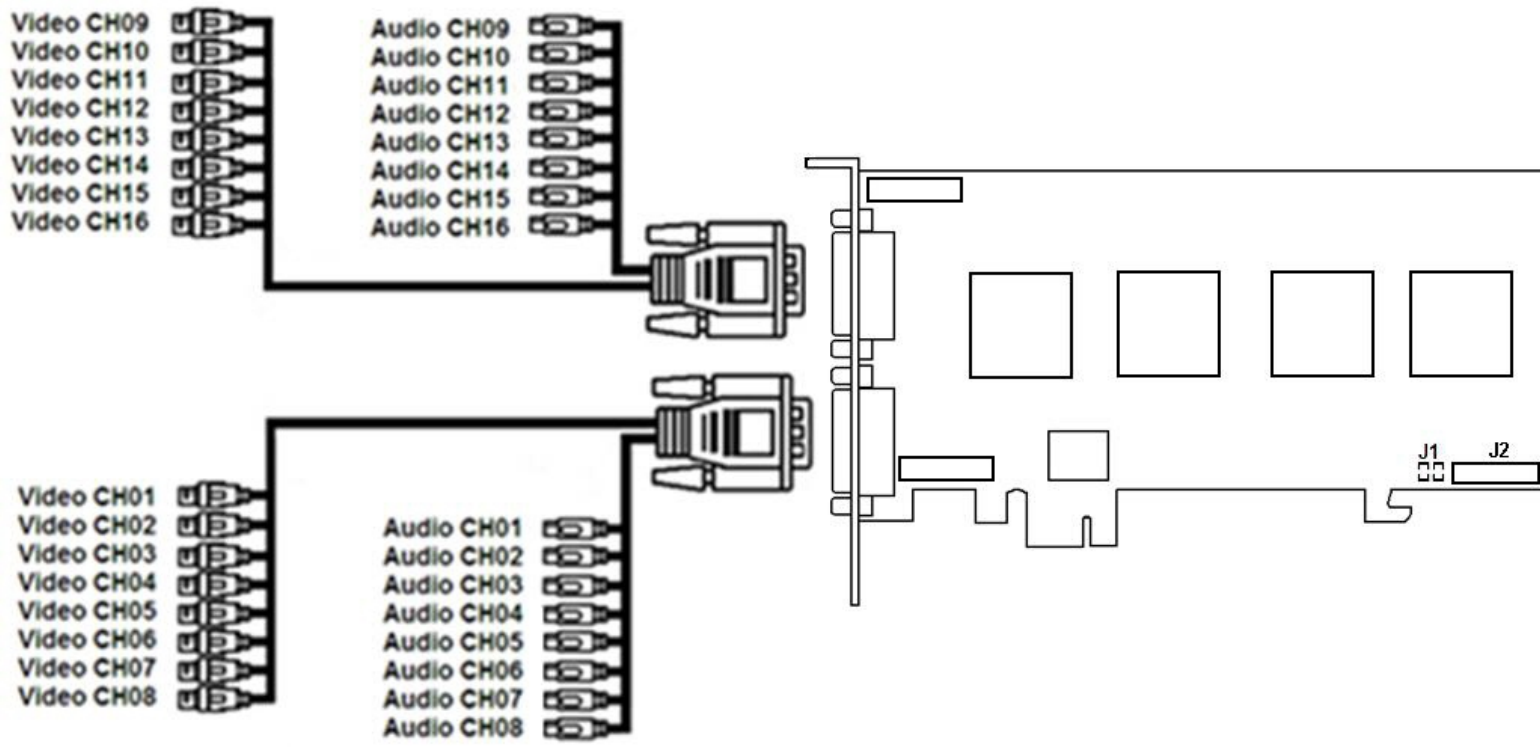 Video CH09
Video CH10
Video CH11
Video CH12
Video CH13
Video CH14
Video CH15
Video CH16
Audio CH09
Audio CH10
Audio CH11
Audio CH12
Audio CH13
Audio CH14
Audio CH15
Audio CH16
J1
J2
Video CH01
Video CH02
Video CH03
Video CH04
Video CH05
Video CH06
Video CH07
Video CH08
Audio CH01
Audio CH02
Audio CH03
Audio CH04
Audio CH05
Audio CH06
Audio CH07
Audio CH08